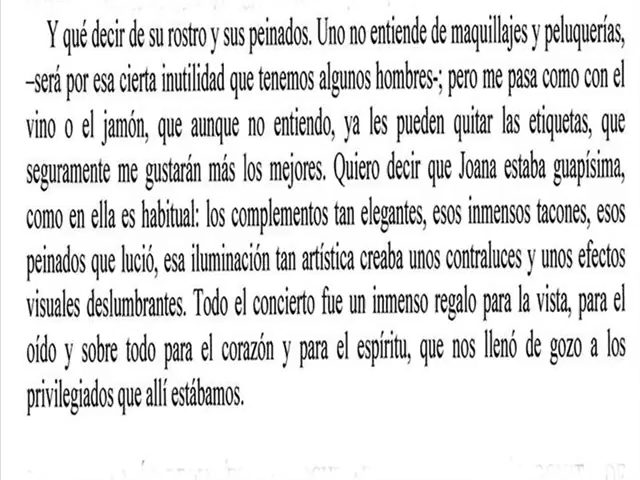 Y qué decir de su rostro y sus peinados. Uno no entiende de maquillajes y peluquerías,
–será por esa cierta inutilidad que tenemos algunos hombres-; pero me pasa como con el
vino o el jamón, que aunque no entiendo, ya les pueden quitar las etiquetas, que
seguramente me gustarán más los mejores. Quiero decir que Joana estaba guapísima,
como en ella es habitual: los complementos tan elegantes, esos inmensos tacones, esos
peinados que lució, esa iluminación tan artística creaba unos contraluces y unos efectos
visuales deslumbrantes. Todo el concierto fue un inmenso regalo para la vista, para el
oído y sobre todo para el corazón y para el espíritu, que nos llenó de gozo a los
privilegiados que allí estábamos.